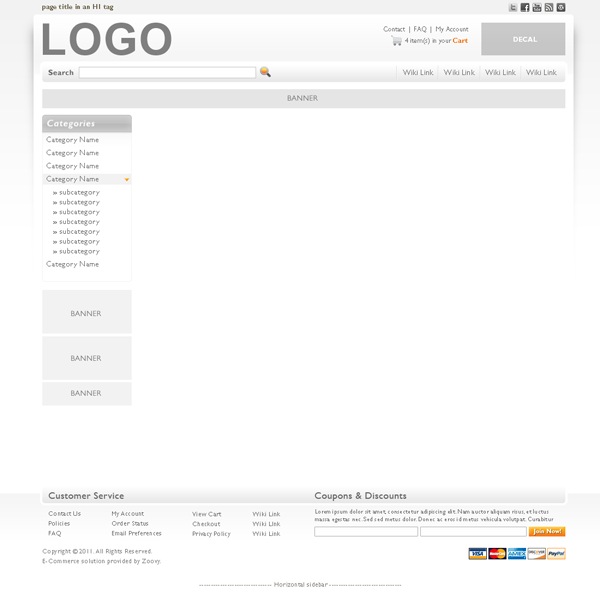 page title in an H1 tag
LOGO
Contact | FAQ | My Account
4 item(s) in your Cart
DECAL
Search
Wiki Link Wiki Link Wiki Link Wiki Link
BANNER
Categories
Category Name
Category Name
Category Name
Category Name
» subcategory
» subcategory
» subcategory
» subcategory
» subcategory
» subcategory
» subcategory
Category Name
BANNER
BANNER
BANNER
Customer Service
Contact Us My Account View Cart Wiki Link
Policies Order Status Checkout Wiki Link
FAQ Email Preferences Privacy Policy Wiki Link
Coupons & Discounts
Lorem ipsum dolor sit amet, consectetur adipiscing elit. Nam auctor aliquam risus, et luctus
massa egestas nec. Sed sed metus dolor. Donec ac eros id metus vehicula volutpat. Curabitur
Join Now!
Copyright © 2011. All Rights Reserved.
E-Commerce solution provided by Zoovy.
VISA MasterCard AMEX DISCOVER PayPal
------------------------------ Horizontal sidebar ------------------------------